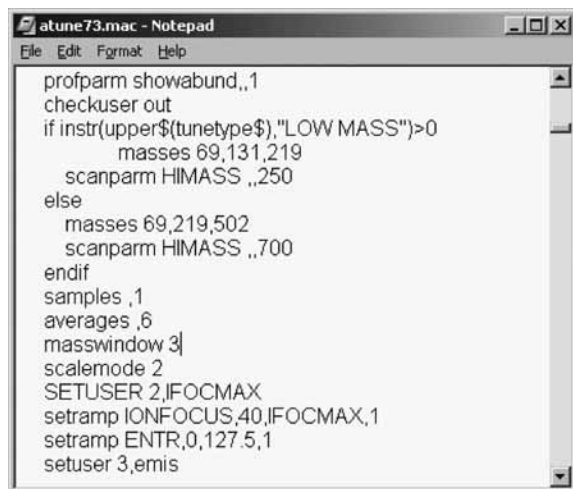 atune73.mac - Notepad
File Edit Format Help
profparm showabund,,1
checkuser out
if instr(upper$(tunetype$),"LOW MASS")>0
masses 69,131,219
scanparm HIMASS ,,250
else
masses 69,219,502
scanparm HIMASS ,,700
endif
samples ,1
averages ,6
masswindow 3
scalemode 2
SETUSER 2,IFOCMAX
setramp IONFOCUS,40,IFOCMAX,1
setramp ENTR,0,127.5,1
setuser 3,emis